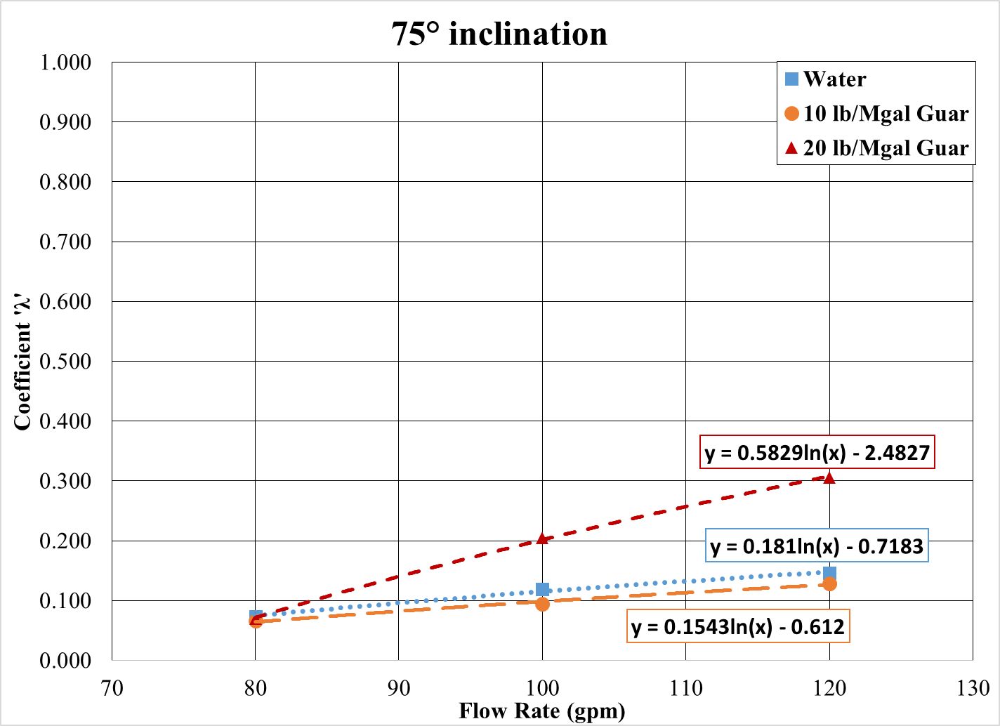 75° inclination
Water
10 lb/Mgal Guar
20 lb/Mgal Guar
1.000
0.900
0.800
0.700
0.600
0.500
0.400
0.300
0.200
0.100
0.000
Coefficient 'λ'
y = 0.5829ln(x) - 2.4827
y = 0.181ln(x) - 0.7183
y = 0.1543ln(x) - 0.612
70 80 90 100 110 120 130
Flow Rate (gpm)